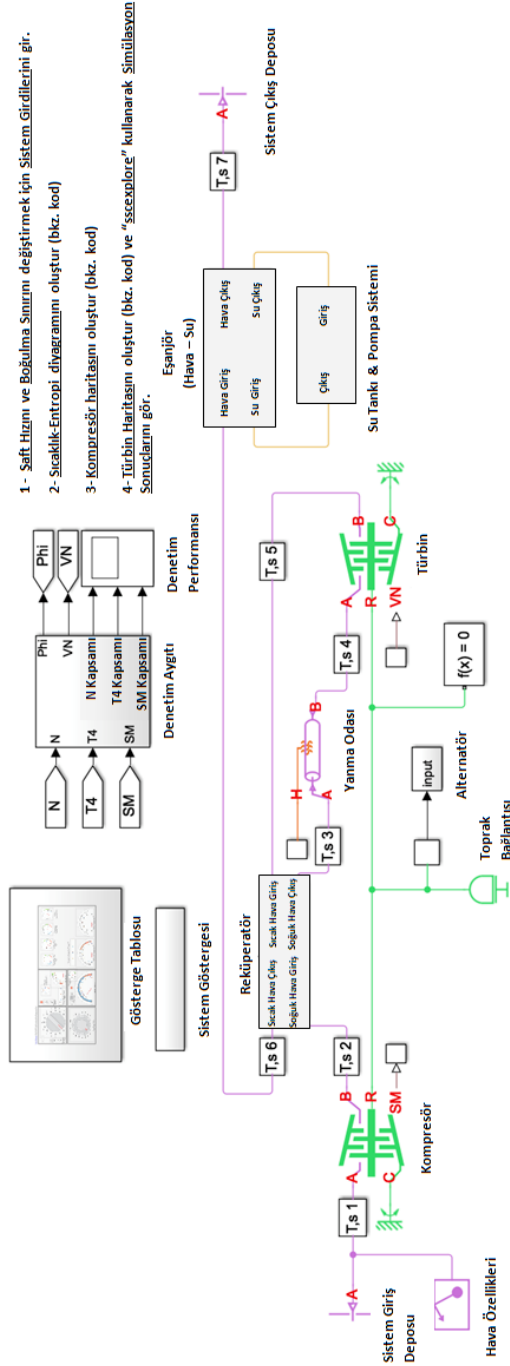 1 - Şaft Hızını ve Boğulma Sınırını değiştirmek için Sistem Girdilerini gir.
2- Sıcaklık-Entropi diyagramını oluştur (bkz. kod)
3- Kompresör haritasını oluştur (bkz. kod)
4- Türbin Haritasını oluştur (bkz. kod) ve "sscexplore" kullanarak Simülasyon
Sonuçlarını gör.
Gösterge Tablosu
Sistem Göstergesi
N
T4
SM
N
T4
SM
Phi
VN
N Kapsamı
T4 Kapsamı
SM Kapsamı
Denetim Aygıtı
Phi
VN
Denetim
Performansı
Eşanjör
(Hava – Su)
Hava Giriş
Hava Çıkış
Su Giriş
Su Çıkış
Çıkış
Giriş
Su Tankı & Pompa Sistemi
T,s 7
A
Sistem Çıkış Deposu
Reküperatör
Sıcak Hava Çıkış
Sıcak Hava Giriş
Soğuk Hava Giriş
Soğuk Hava Çıkış
T,s 6
T,s 2
T,s 3
T,s 5
H
A
B
Yanma Odası
T,s 4
A
B
R
C
VN
Türbin
A
Sistem Giriş
Deposu
Hava Özellikleri
T,s 1
A
B
R
C
SM
Kompresör
Toprak
Bağlantısı
input
Alternatör
f(x) = 0